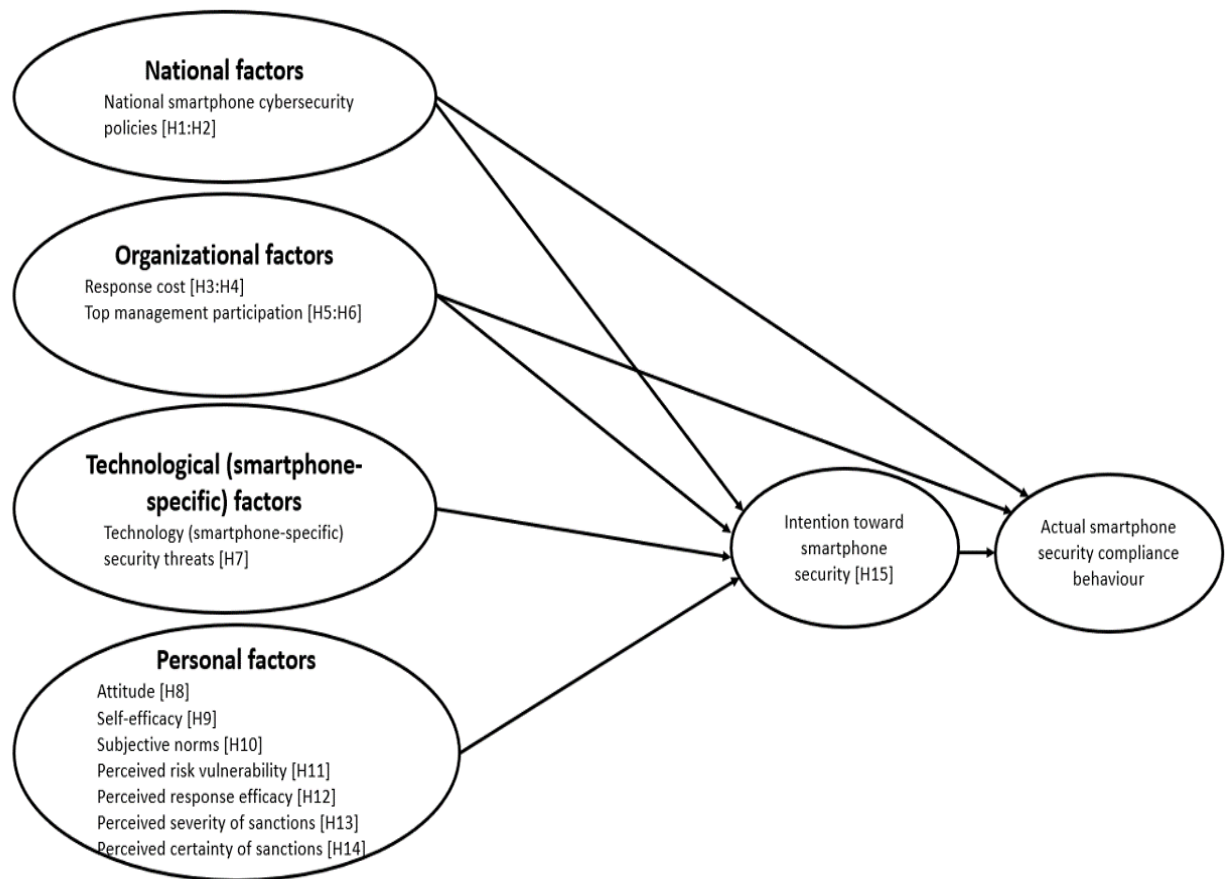 National factors
National smartphone cybersecurity
policies [H1:H2]
Organizational factors
Response cost [H3:H4]
Top management participation [H5:H6]
Technological (smartphone-
specific) factors
Technology (smartphone-specific)
security threats [H7]
Personal factors
Attitude [H8]
Self-efficacy [H9]
Subjective norms [H10]
Perceived risk vulnerability [H11]
Perceived response efficacy [H12]
Perceived severity of sanctions [H13]
Perceived certainty of sanctions [H14]
Intention toward
smartphone
security [H15]
Actual smartphone
security compliance
behaviour